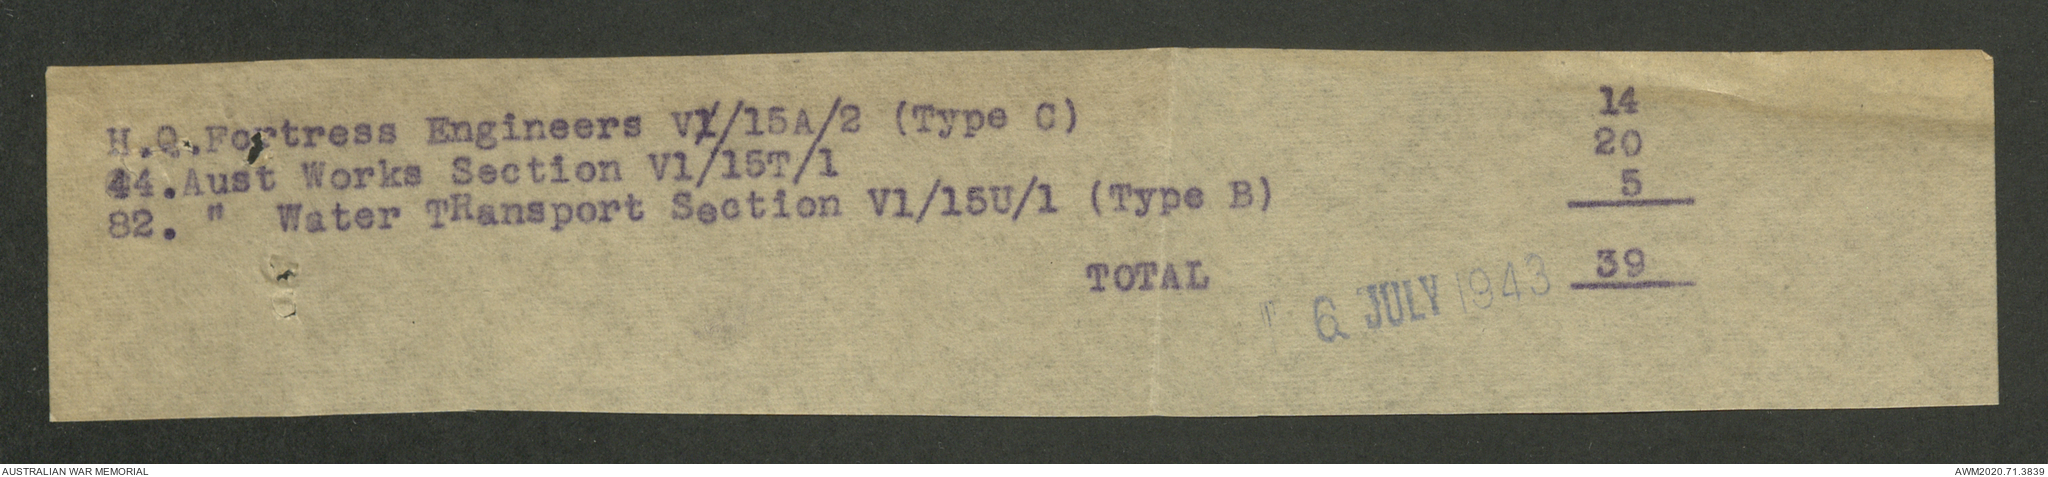 H.Q.Fortress Engineers V1/15A/2 (Type C) 14
44.Aust Works Section V1/15T/1 20
82. " Water TRansport Section V1/15U/1 (Type B) 5
TOTAL 39
6 JULY 1943
AUSTRALIAN WAR MEMORIAL
AWM2020.71.3839